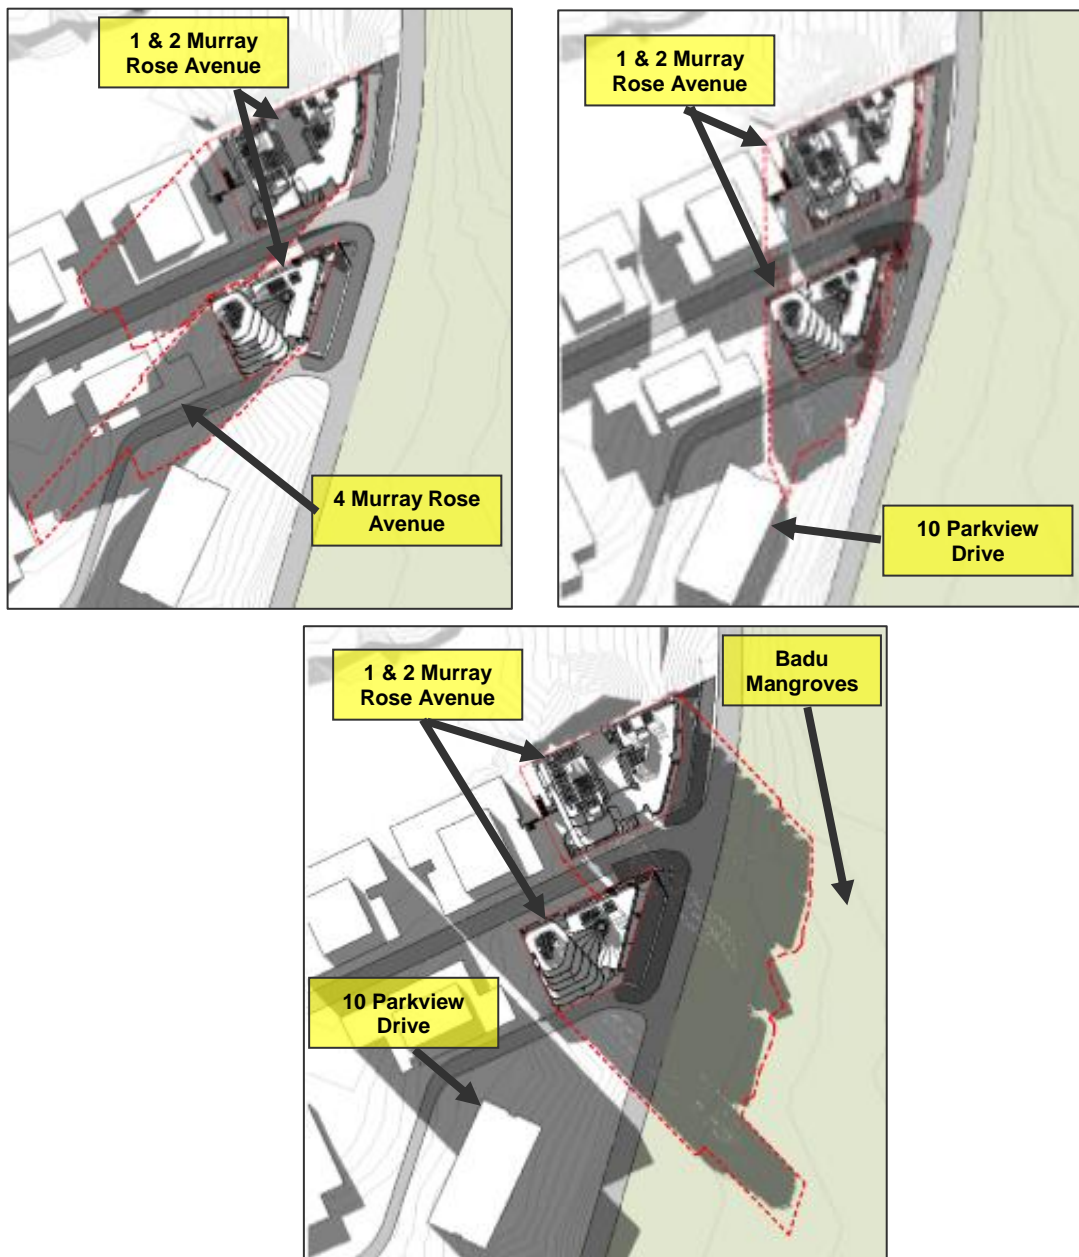 1 & 2 Murray
Rose Avenue
4 Murray Rose
Avenue
1 & 2 Murray
Rose Avenue
10 Parkview
Drive
1 & 2 Murray
Rose Avenue
Badu
Mangroves
10 Parkview
Drive